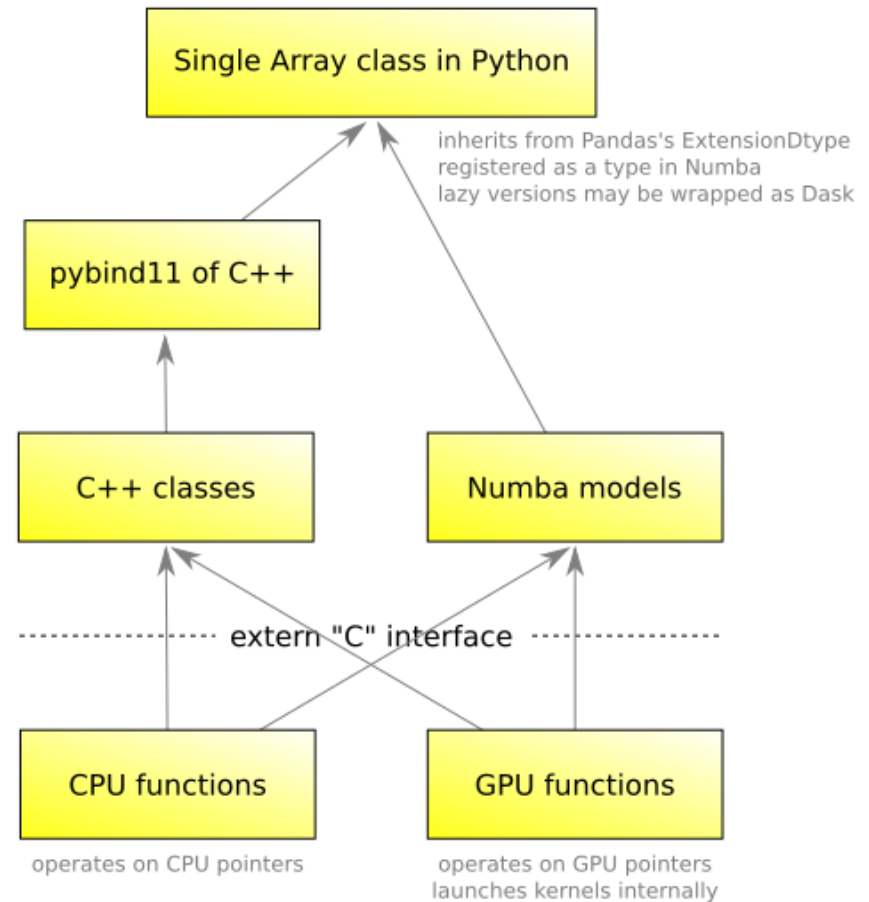 Single Array class in Python
inherits from Pandas's ExtensionDtype
registered as a type in Numba
lazy versions may be wrapped as Dask
pybind11 of C++
C++ classes
Numba models
extern "C" interface
CPU functions
GPU functions
operates on CPU pointers
operates on GPU pointers
launches kernels internally